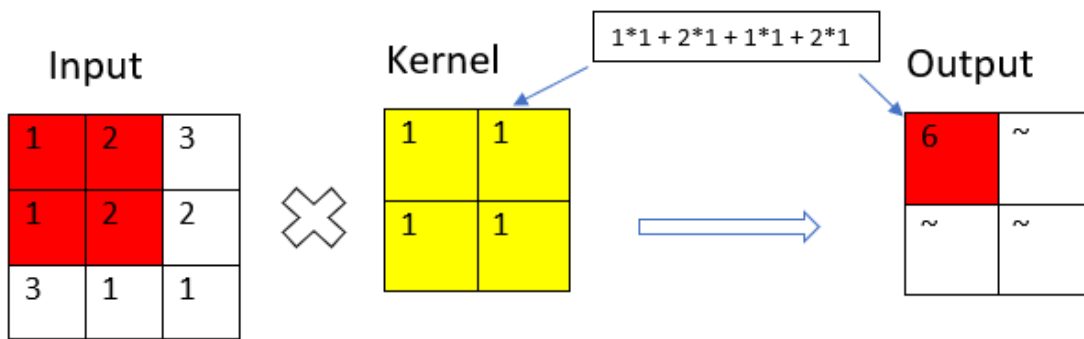 1*1 + 2*1 + 1*1 + 2*1
Input
Kernel
Output
1 2 3
1 2 2
3 1 1
1 1
1 1
6 ~
~ ~